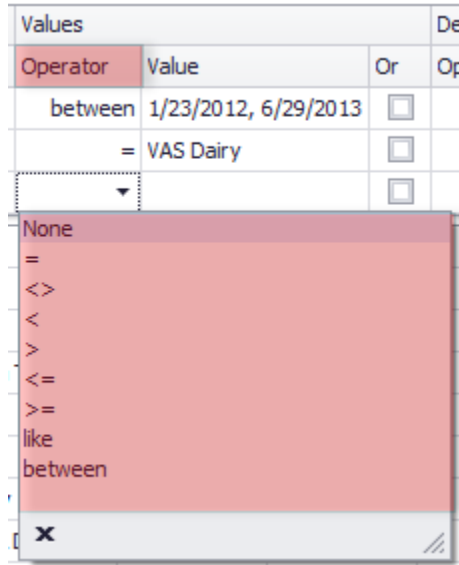 Values De
Operator Value Or Op
between 1/23/2012, 6/29/2013
= VAS Dairy
None
=
<>
<
>
<=
>=
like
between
x